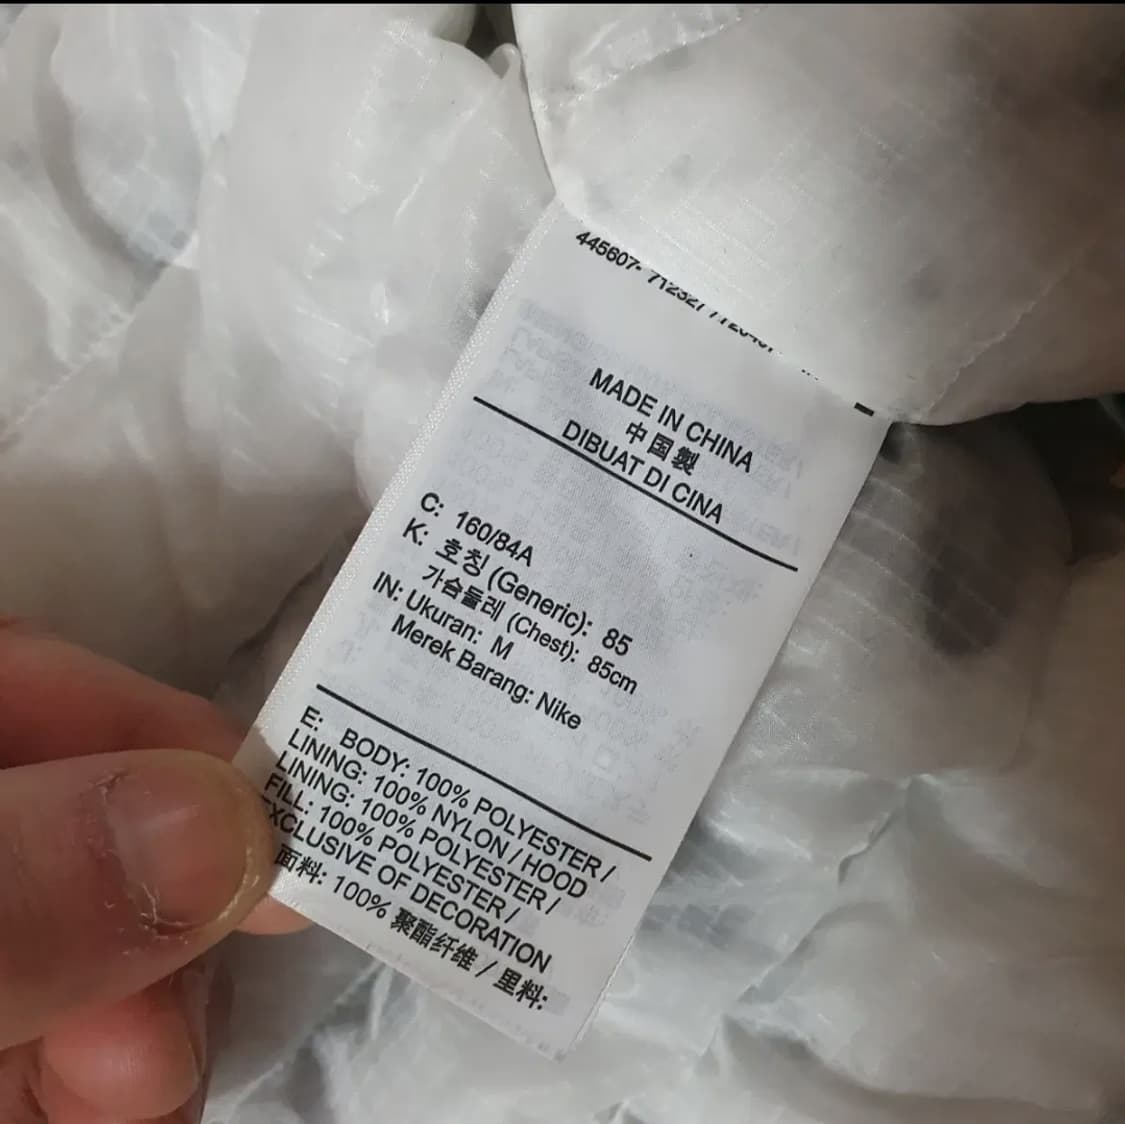 445607- 712327 / 720407
MADE IN CHINA
中国製
DIBUAT DI CINA
C: 160/84A
K: 호칭 (Generic): 85
가슴둘레 (Chest): 85cm
IN: Ukuran: M
Merek Barang: Nike
E: BODY: 100% POLYESTER /
LINING: 100% NYLON / HOOD
LINING: 100% POLYESTER /
FILL: 100% POLYESTER /
EXCLUSIVE OF DECORATION
面料: 100% 聚酯纤维 / 里料: